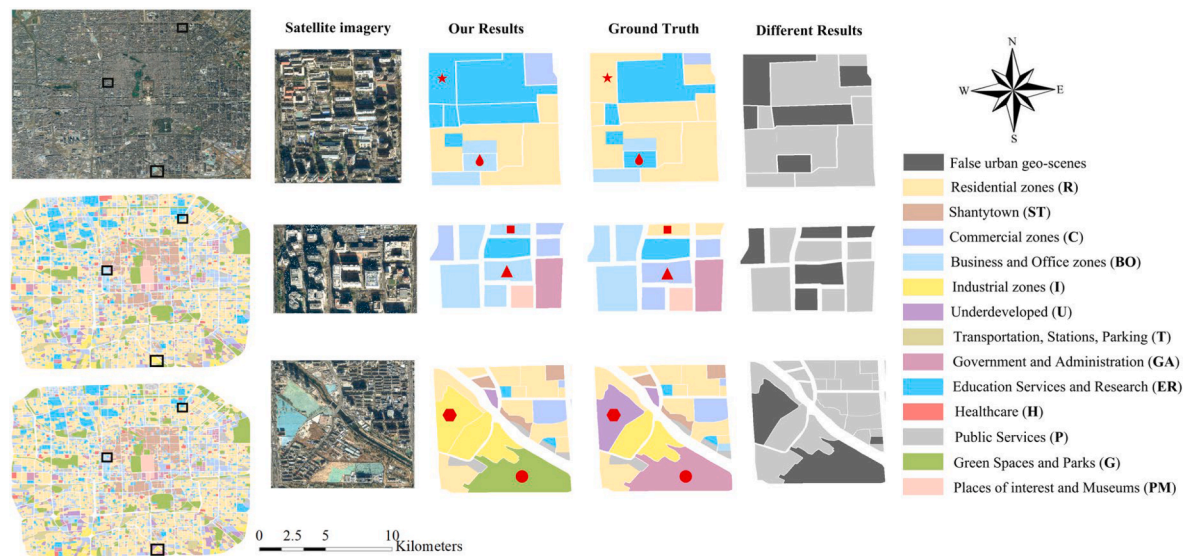 Satellite imagery
Our Results
Ground Truth
Different Results
N
W
E
S
False urban geo-scenes
Residential zones (R)
Shantytown (ST)
Commercial zones (C)
Business and Office zones (BO)
Industrial zones (I)
Underdeveloped (U)
Transportation, Stations, Parking (T)
Government and Administration (GA)
Education Services and Research (ER)
Healthcare (H)
Public Services (P)
Green Spaces and Parks (G)
Places of interest and Museums (PM)
0 2.5 5 10
Kilometers